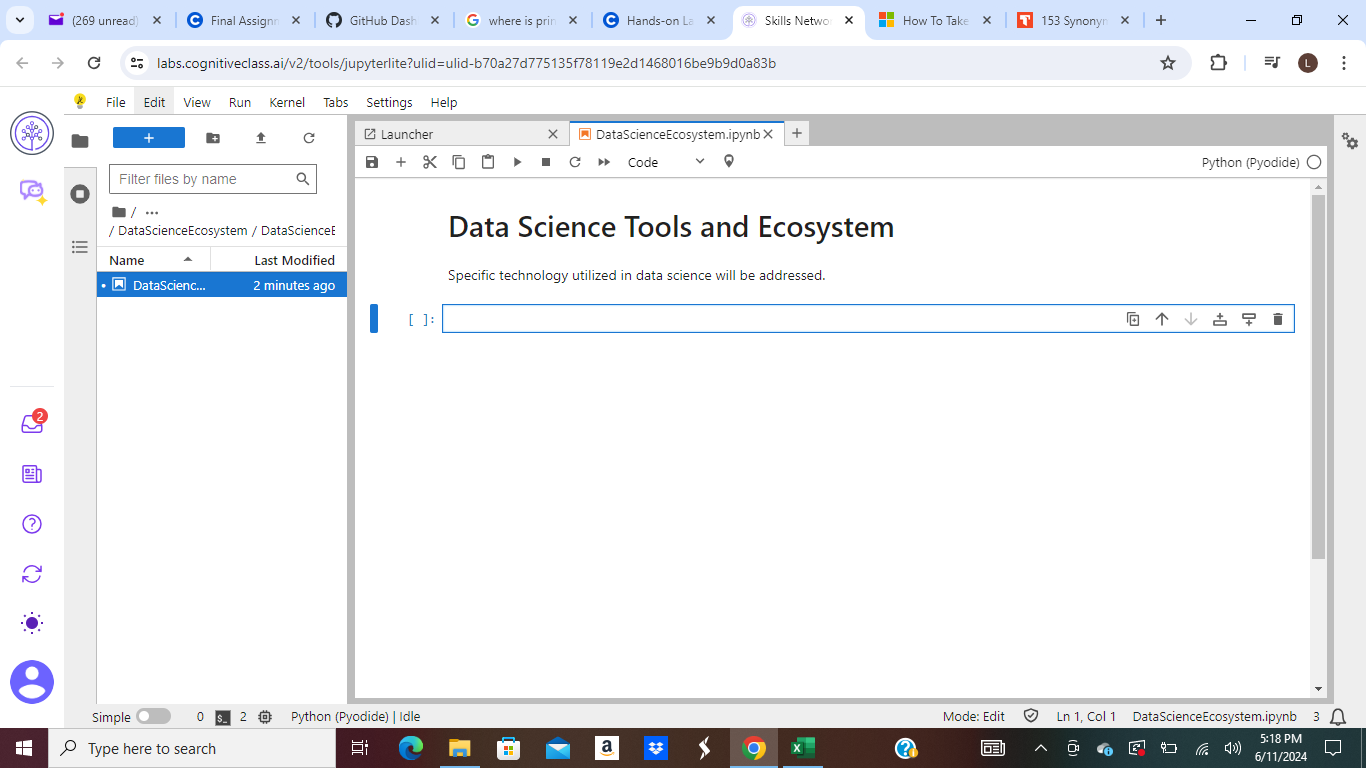 (269 unread)
Final Assignm
GitHub Dash
where is prin
Hands-on La
Skills Netwo
How To Take
153 Synonyn
labs.cognitiveclass.ai/v2/tools/jupyterlite?ulid=ulid-b70a27d775135f78119e2d1468016be9b9d0a83b
L
File Edit View Run Kernel Tabs Settings Help
Launcher
DataScienceEcosystem.ipynb
Code
Python (Pyodide)
Filter files by name
/ ···
/ DataScienceEcosystem / DataScienceE
Name Last Modified
DataScienc... 2 minutes ago
Data Science Tools and Ecosystem
Specific technology utilized in data science will be addressed.
[ ]:
2
Simple 0 $_ 2 Python (Pyodide) | Idle
Mode: Edit Ln 1, Col 1 DataScienceEcosystem.ipynb 3
Type here to search
5:18 PM
6/11/2024